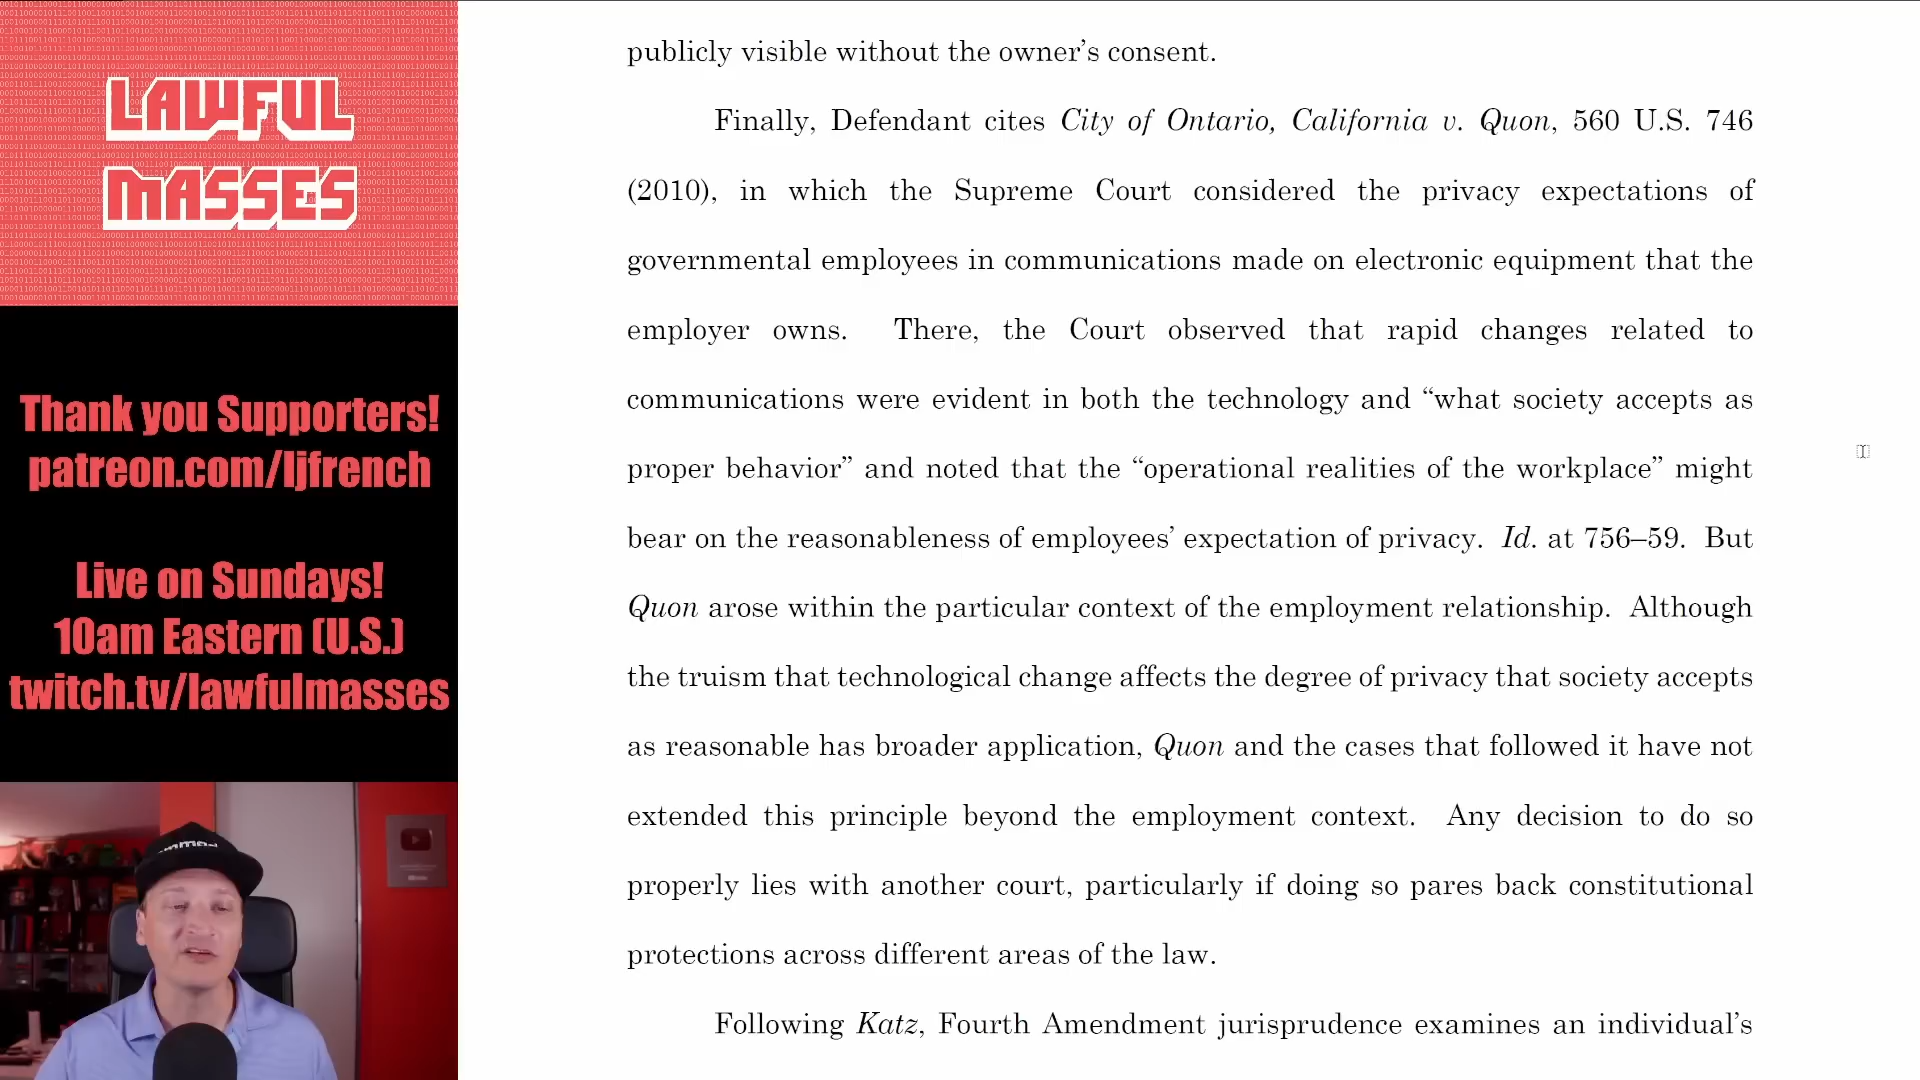 LAWFUL
MASSES
Thank you Supporters!
patreon.com/ljfrench
Live on Sundays!
10am Eastern (U.S.)
twitch.tv/lawfulmasses
publicly visible without the owner’s consent.
Finally, Defendant cites City of Ontario, California v. Quon, 560 U.S. 746
(2010), in which the Supreme Court considered the privacy expectations of
governmental employees in communications made on electronic equipment that the
employer owns. There, the Court observed that rapid changes related to
communications were evident in both the technology and “what society accepts as
proper behavior” and noted that the “operational realities of the workplace” might
bear on the reasonableness of employees’ expectation of privacy. Id. at 756–59. But
Quon arose within the particular context of the employment relationship. Although
the truism that technological change affects the degree of privacy that society accepts
as reasonable has broader application, Quon and the cases that followed it have not
extended this principle beyond the employment context. Any decision to do so
properly lies with another court, particularly if doing so pares back constitutional
protections across different areas of the law.
Following Katz, Fourth Amendment jurisprudence examines an individual’s